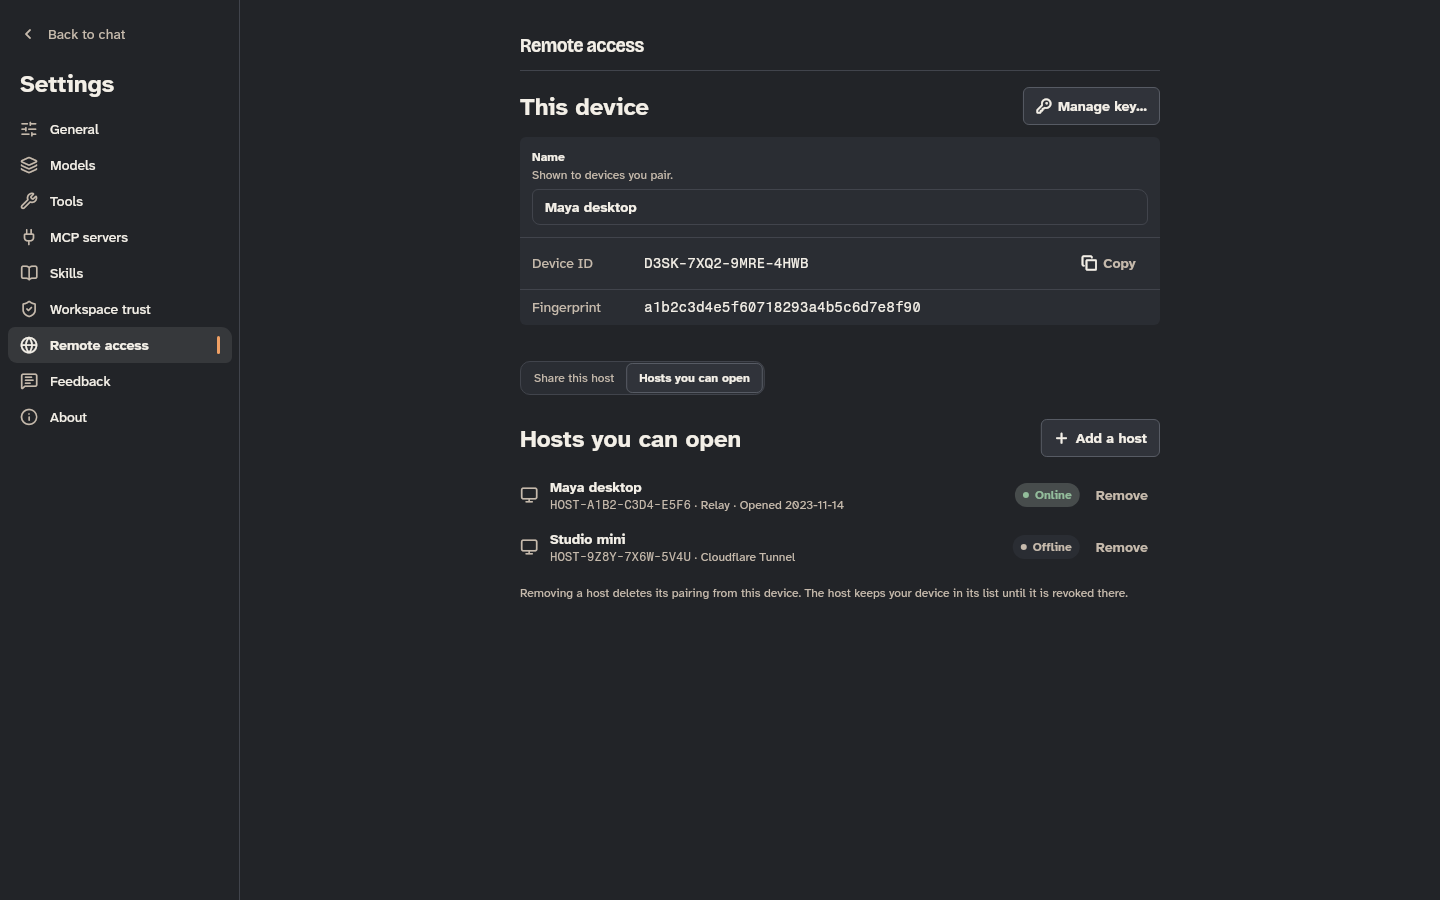 Back to chat
Settings
General
Models
Tools
MCP servers
Skills
Workspace trust
Remote access
Feedback
About
Remote access
This device
Manage key...
Name
Shown to devices you pair.
Maya desktop
Device ID D3SK-7XQ2-9MRE-4HWB Copy
Fingerprint a1b2c3d4e5f60718293a4b5c6d7e8f90
Share this host Hosts you can open
Hosts you can open
Add a host
Maya desktop
HOST-A1B2-C3D4-E5F6 · Relay · Opened 2023-11-14
Online Remove
Studio mini
HOST-9Z8Y-7X6W-5V4U · Cloudflare Tunnel
Offline Remove
Removing a host deletes its pairing from this device. The host keeps your device in its list until it is revoked there.